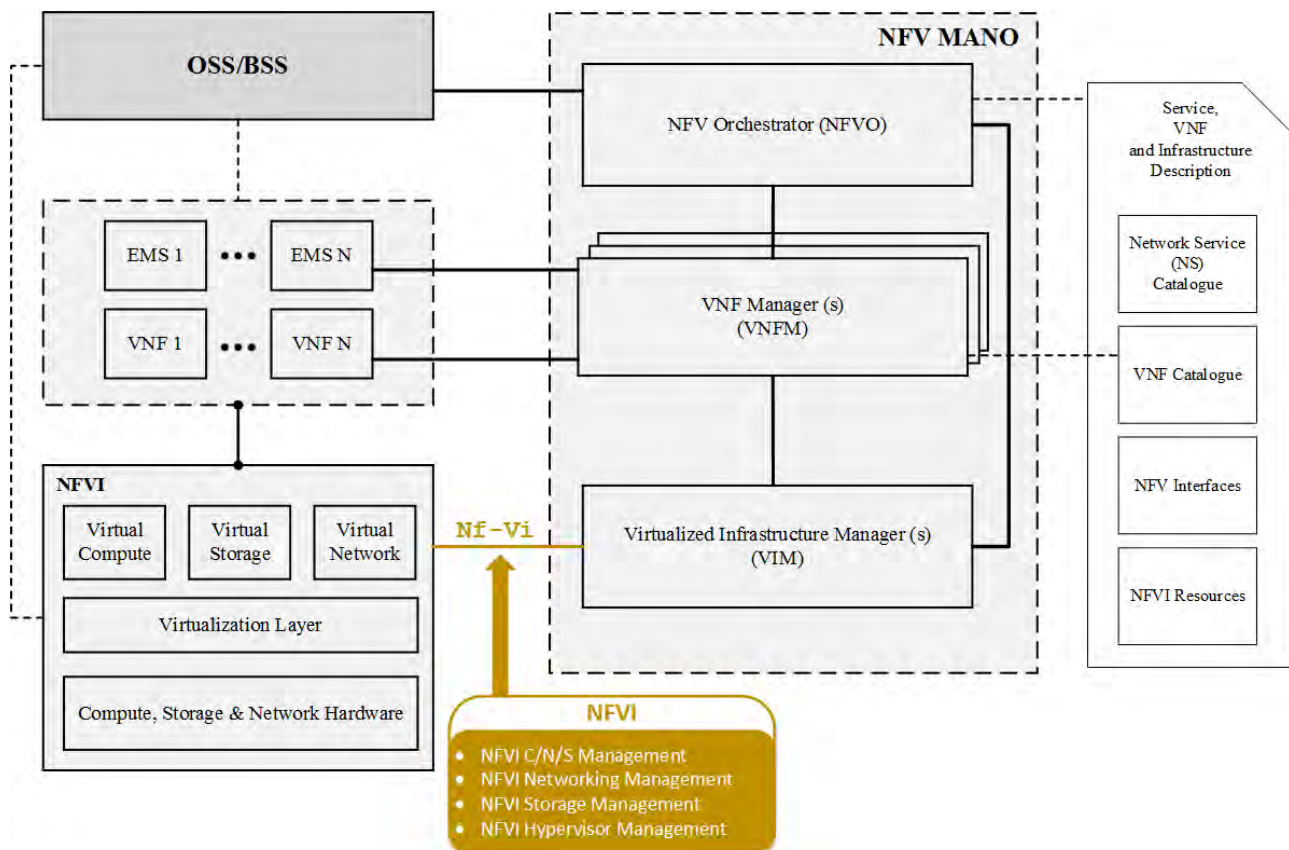 OSS/BSS
NFV MANO
NFV Orchestrator (NFVO)
Service,
VNF
and Infrastructure
Description
EMS 1
•••
EMS N
Network Service
(NS)
Catalogue
VNF Manager (s)
(VNFM)
VNF 1
•••
VNF N
VNF Catalogue
NFVI
Virtual
Compute
Virtual
Storage
Virtual
Network
Nf-Vi
Virtualized Infrastructure Manager (s)
(VIM)
NFV Interfaces
NFVI Resources
Virtualization Layer
Compute, Storage & Network Hardware
NFVI
• NFVI C/N/S Management
• NFVI Networking Management
• NFVI Storage Management
• NFVI Hypervisor Management